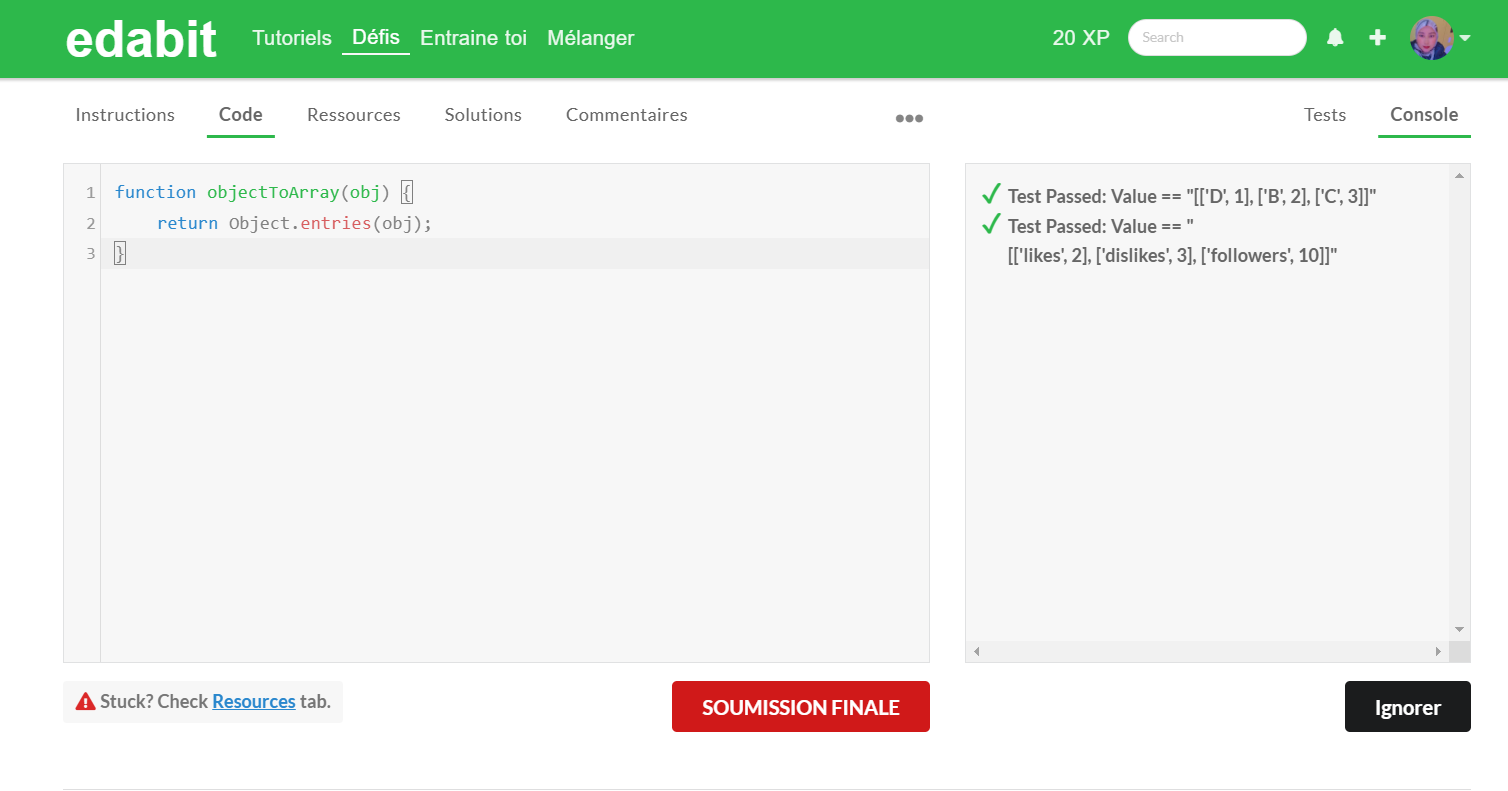 edabit Tutoriels Défis Entraine toi Mélanger 20 XP Search
Instructions Code Ressources Solutions Commentaires Tests Console
1 function objectToArray(obj) {
2 return Object.entries(obj);
3 }
Test Passed: Value == "[['D', 1], ['B', 2], ['C', 3]]"
Test Passed: Value == "
[['likes', 2], ['dislikes', 3], ['followers', 10]]"
Stuck? Check Resources tab.
SOUMISSION FINALE
Ignorer